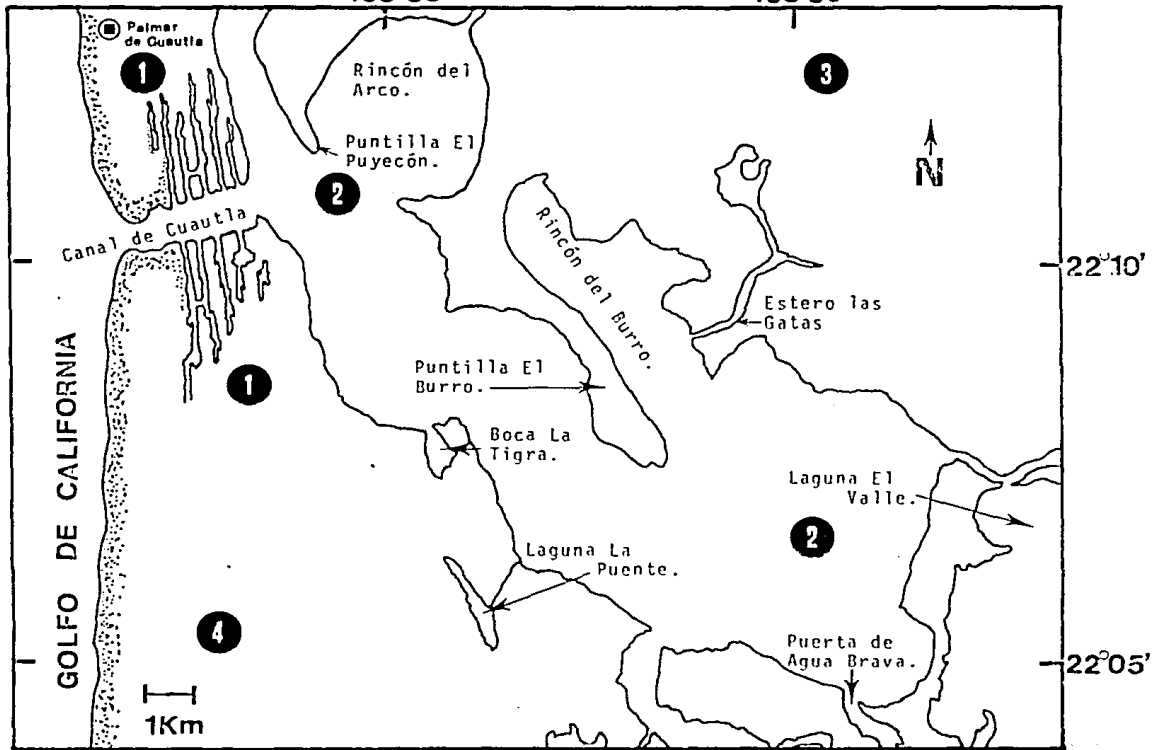 Palmar
de Cuautla
1
Rincón del
Arco.
3
Puntilla El
Puyecón.
2
N
Canal de Cuautla
Rincón del Burro.
22°10'
Estero las
Gatas
GOLFO DE CALIFORNIA
1
Puntilla El
Burro.
Boca La
Tigra.
Laguna El
Valle.
2
Laguna La
Puente.
4
Puerta de
Agua Brava.
22°05'
1Km